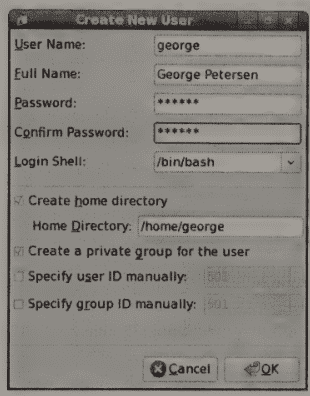 Create New User
User Name: george
Full Name: George Petersen
Password: ******
Confirm Password: ******
Login Shell: /bin/bash
Create home directory
Home Directory: /home/george
Create a private group for the user
Specify user ID manually:
Specify group ID manually: 501
Cancel OK